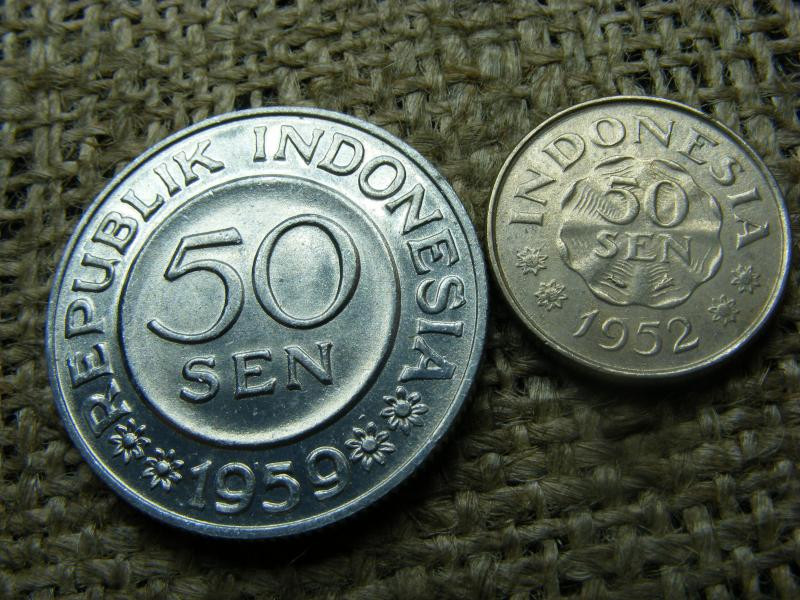 REPUBLIK INDONESIA
50
SEN
1959
INDONESIA
50
SEN
1952